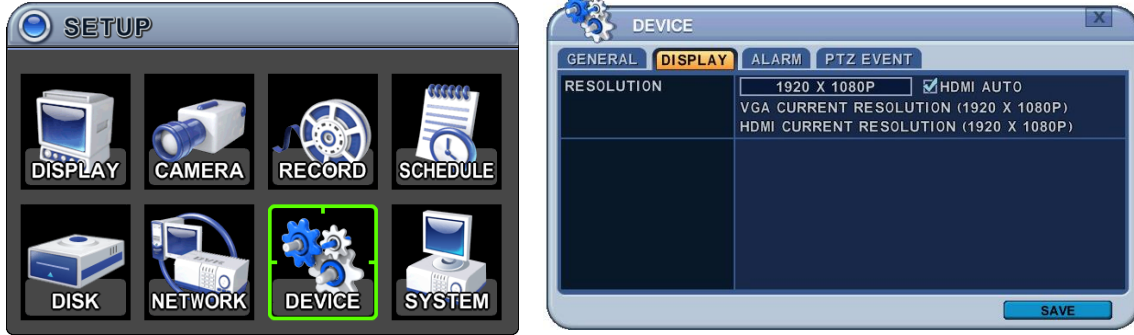 SETUP
DISPLAY CAMERA RECORD SCHEDULE
DISK NETWORK DEVICE SYSTEM
DEVICE X
GENERAL DISPLAY ALARM PTZ EVENT
RESOLUTION 1920 X 1080P HDMI AUTO
VGA CURRENT RESOLUTION (1920 X 1080P)
HDMI CURRENT RESOLUTION (1920 X 1080P)
SAVE